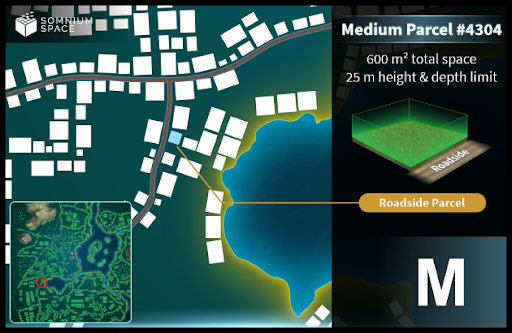 SOMNIUM
SPACE
Medium Parcel #4304
600 m² total space
25 m height & depth limit
Roadside
Roadside Parcel
M